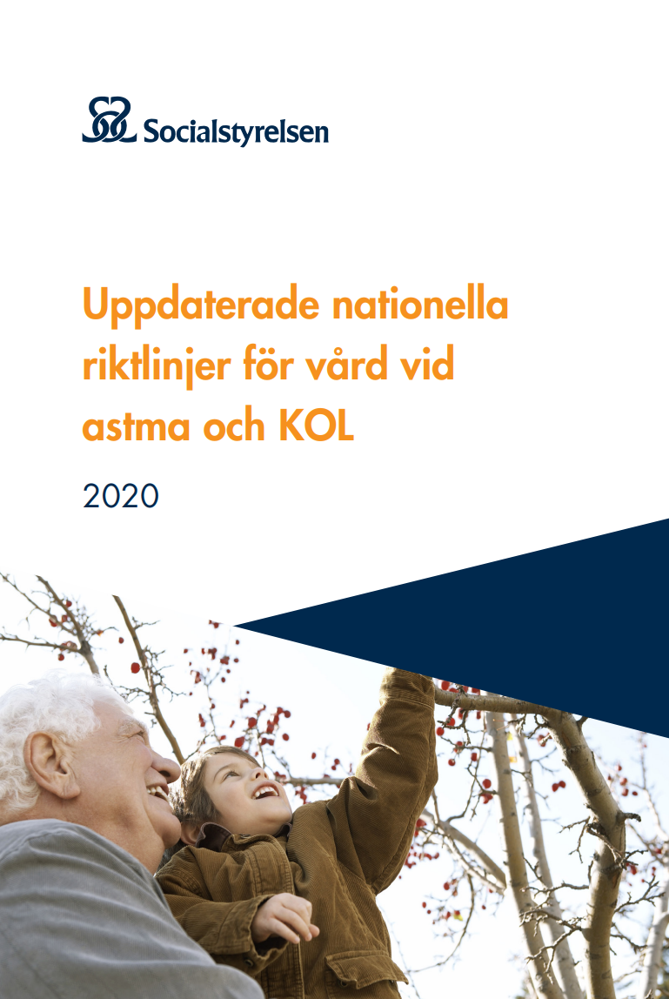 Socialstyrelsen
Uppdaterade nationella
riktlinjer för vård vid
astma och KOL
2020